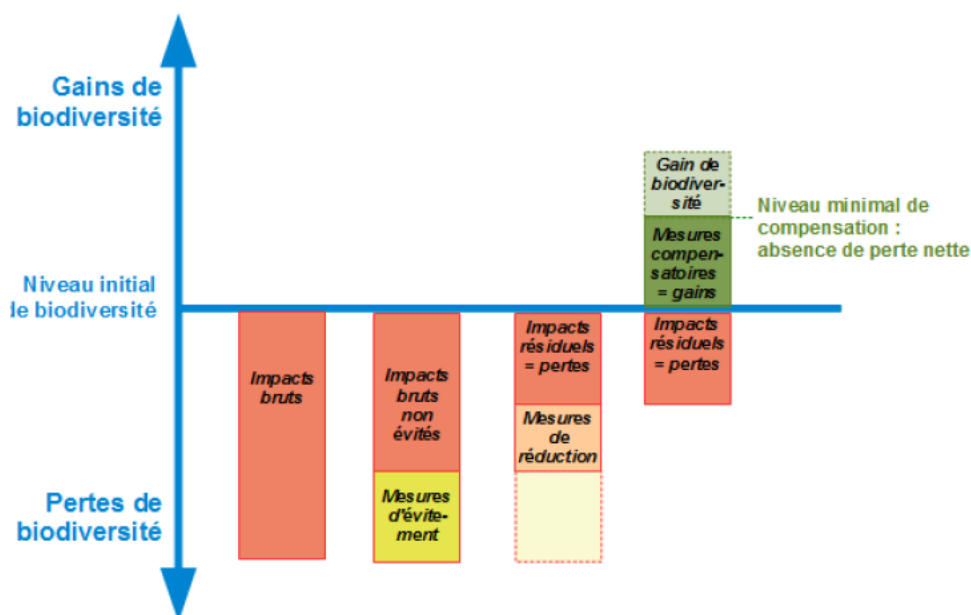 Gains de
biodiversité
Niveau initial
de biodiversité
Pertes de
biodiversité
Impacts
bruts
Impacts
bruts
non
évités
Mesures
d'évite-
ment
Impacts
résiduels
= pertes
Mesures
de
réduction
Gain de
biodiver-
sité
Mesures
compen-
satoires
= gains
Impacts
résiduels
= pertes
Niveau minimal de
compensation :
absence de perte nette